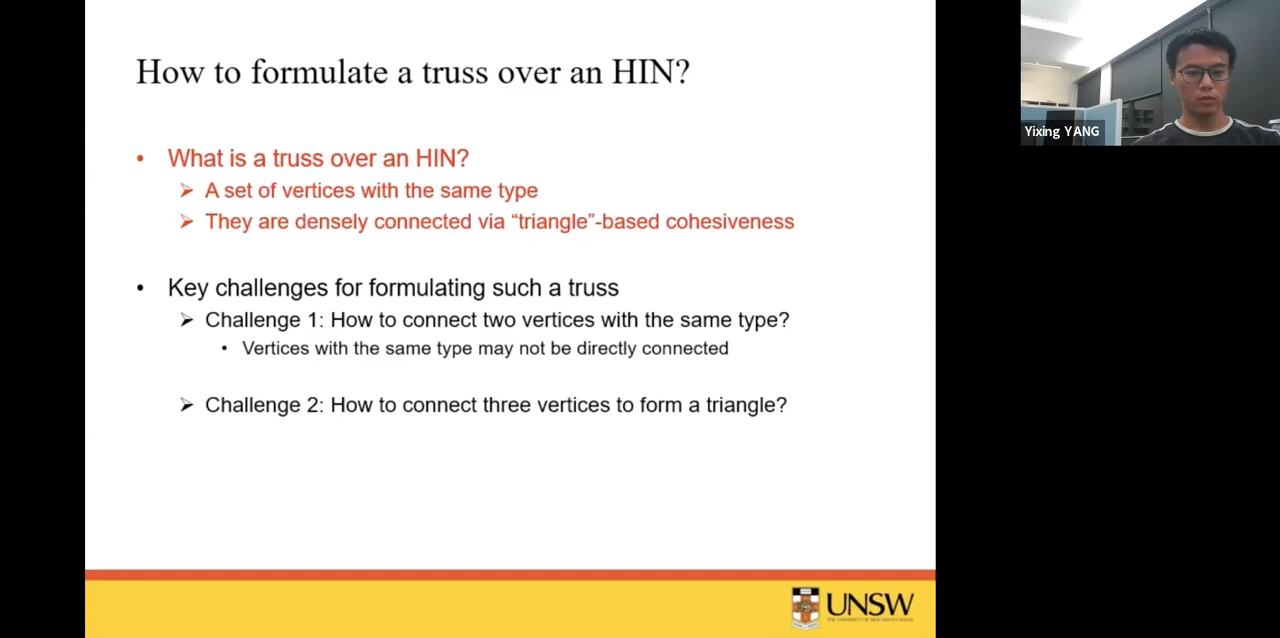 How to formulate a truss over an HIN?
• What is a truss over an HIN?
➢ A set of vertices with the same type
➢ They are densely connected via “triangle”-based cohesiveness
• Key challenges for formulating such a truss
➢ Challenge 1: How to connect two vertices with the same type?
• Vertices with the same type may not be directly connected
➢ Challenge 2: How to connect three vertices to form a triangle?
UNSW
THE UNIVERSITY OF NEW SOUTH WALES
Yixing YANG